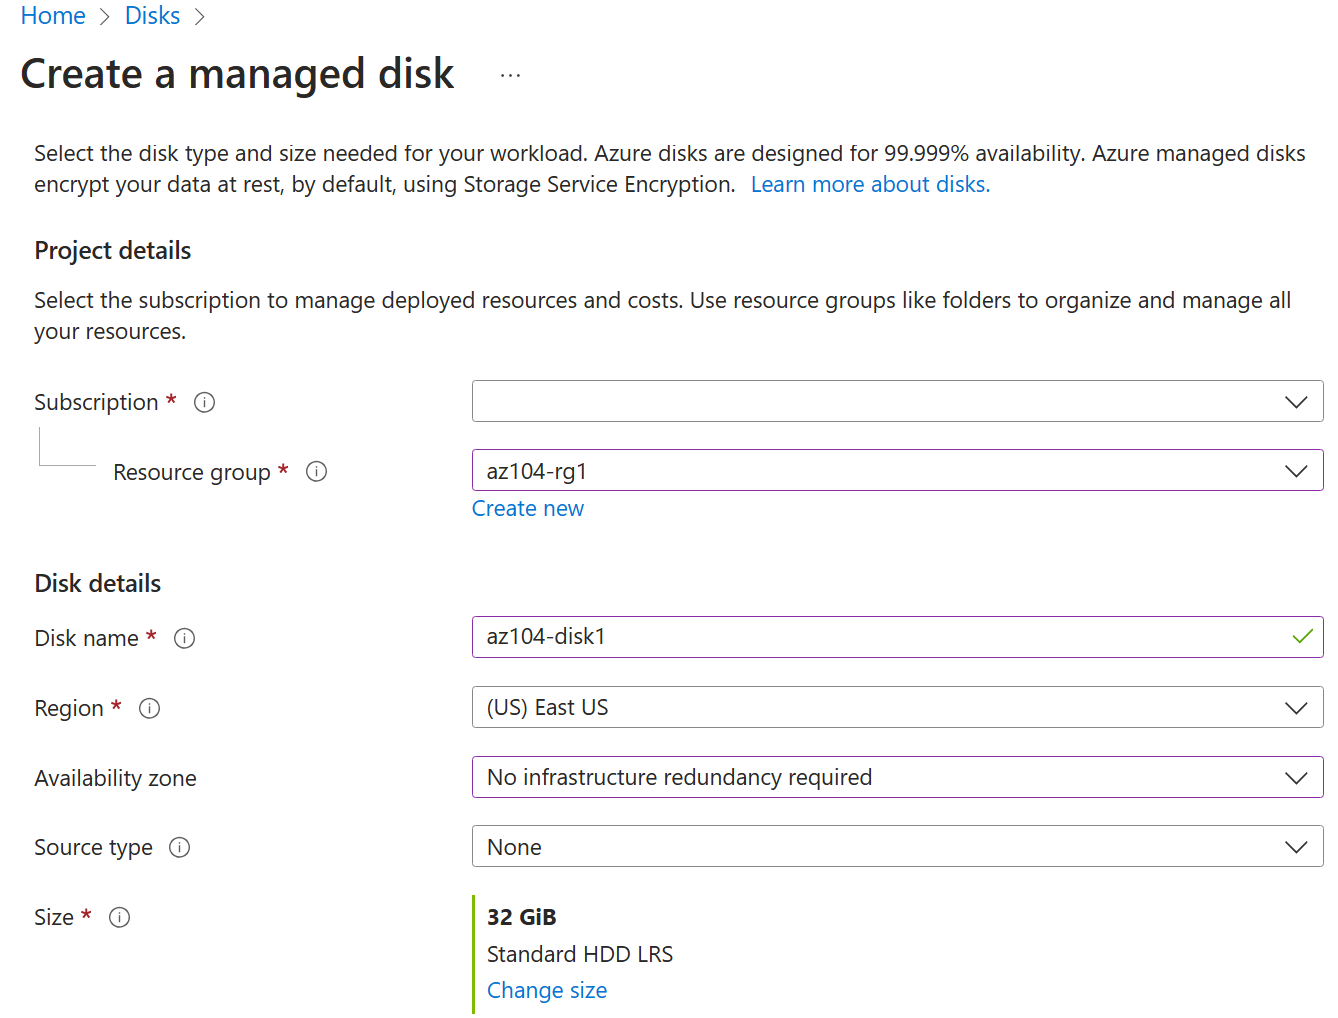 Home > Disks >
Create a managed disk ...
Select the disk type and size needed for your workload. Azure disks are designed for 99.999% availability. Azure managed disks
encrypt your data at rest, by default, using Storage Service Encryption. Learn more about disks.
Project details
Select the subscription to manage deployed resources and costs. Use resource groups like folders to organize and manage all
your resources.
Subscription *
Resource group * az104-rg1
Create new
Disk details
Disk name * az104-disk1
Region * (US) East US
Availability zone No infrastructure redundancy required
Source type None
Size * 32 GiB
Standard HDD LRS
Change size